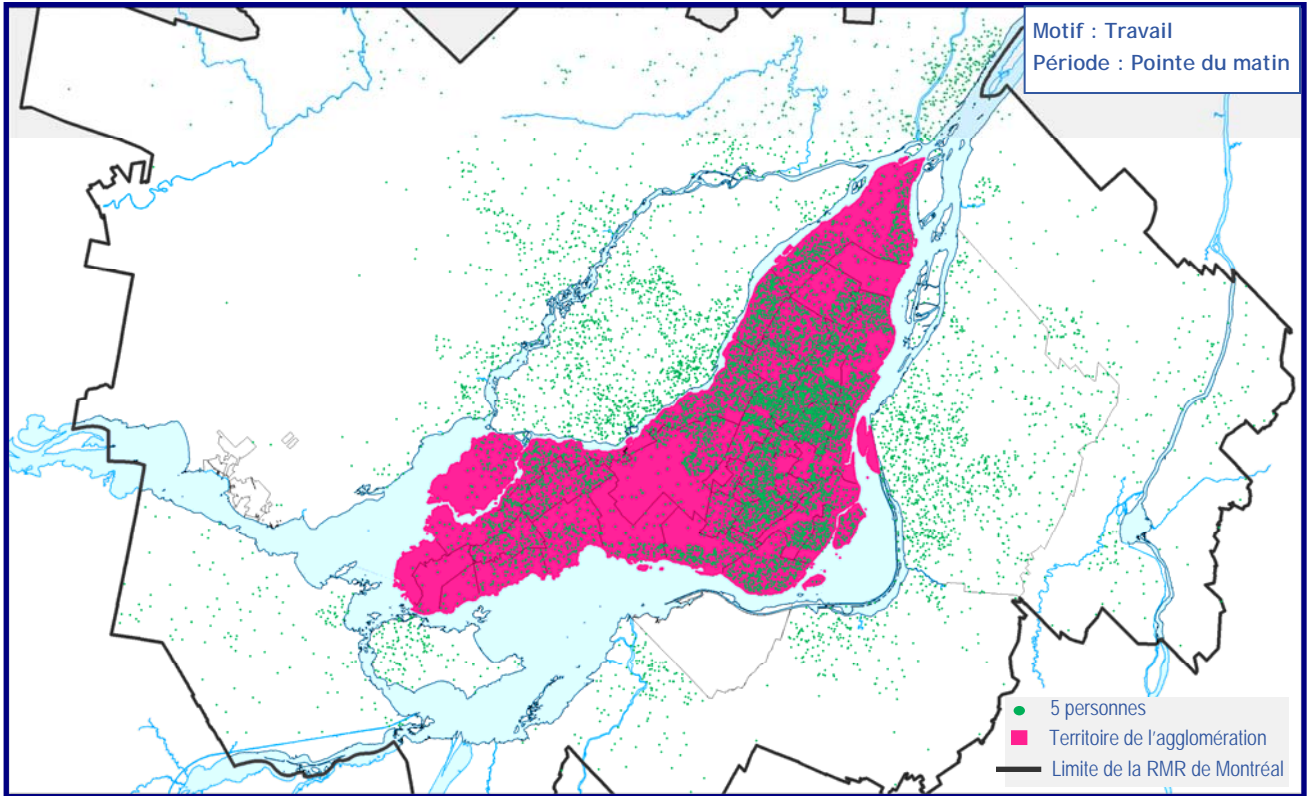 Motif : Travail
Période : Pointe du matin
5 personnes
Territoire de l'agglomération
Limite de la RMR de Montréal